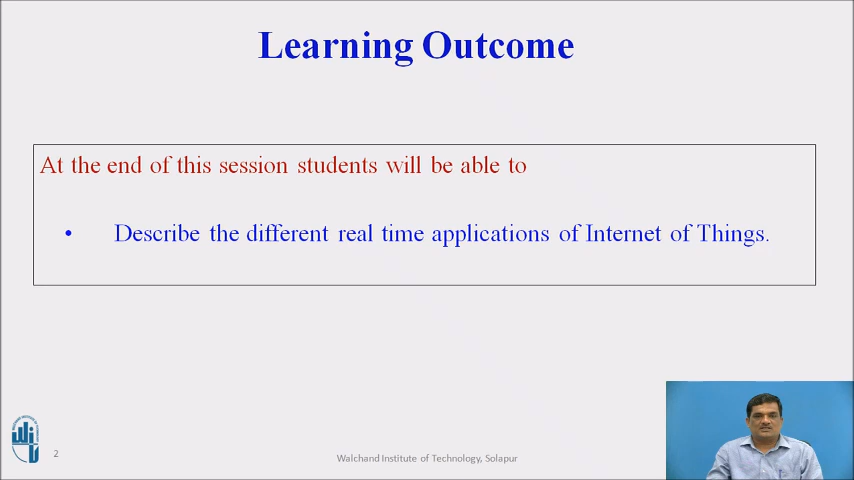 Learning Outcome
At the end of this session students will be able to
• Describe the different real time applications of Internet of Things.
2
Walchand Institute of Technology, Solapur